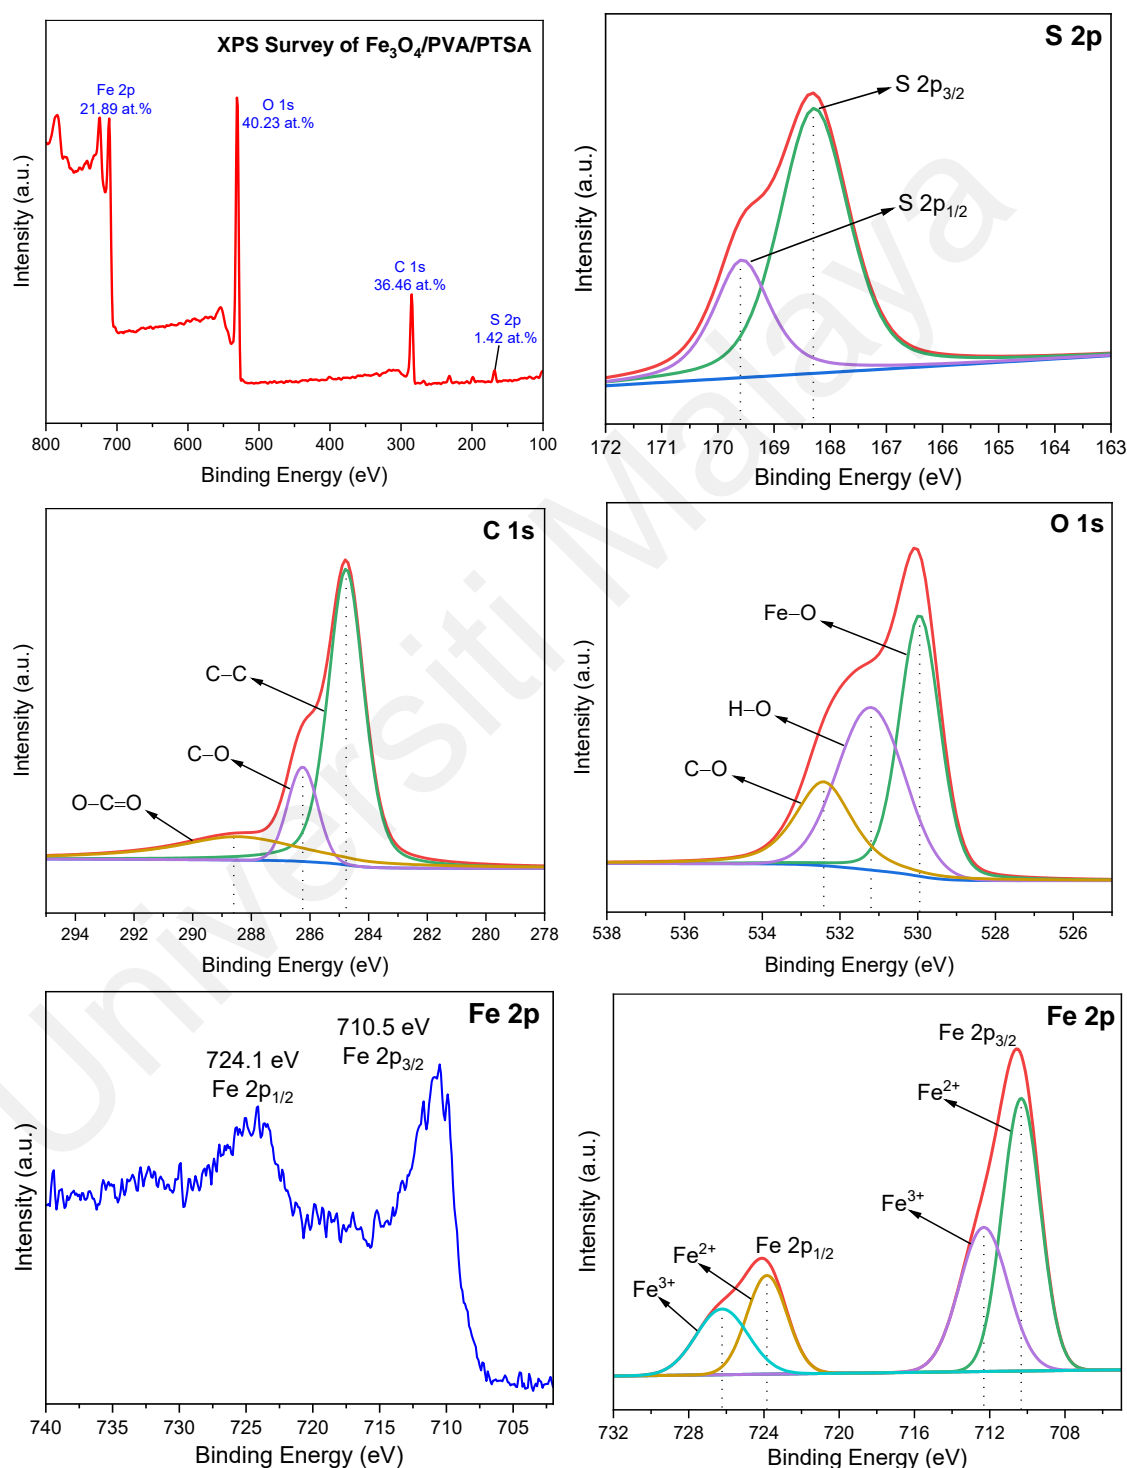 XPS Survey of Fe₃O₄/PVA/PTSA
Fe 2p
21.89 at.%
O 1s
40.23 at.%
C 1s
36.46 at.%
S 2p
1.42 at.%
Intensity (a.u.)
800 700 600 500 400 300 200 100
Binding Energy (eV)
S 2p
S 2p₃/₂
S 2p₁/₂
Intensity (a.u.)
172 171 170 169 168 167 166 165 164 163
Binding Energy (eV)
C 1s
C–C
C–O
O–C=O
Intensity (a.u.)
294 292 290 288 286 284 282 280 278
Binding Energy (eV)
O 1s
Fe–O
H–O
C–O
Intensity (a.u.)
538 536 534 532 530 528 526
Binding Energy (eV)
Fe 2p
710.5 eV
Fe 2p₃/₂
724.1 eV
Fe 2p₁/₂
Intensity (a.u.)
740 735 730 725 720 715 710 705
Binding Energy (eV)
Fe 2p
Fe 2p₃/₂
Fe²⁺
Fe³⁺
Fe 2p₁/₂
Fe²⁺
Fe³⁺
Intensity (a.u.)
732 728 724 720 716 712 708
Binding Energy (eV)
Universiti Malaya